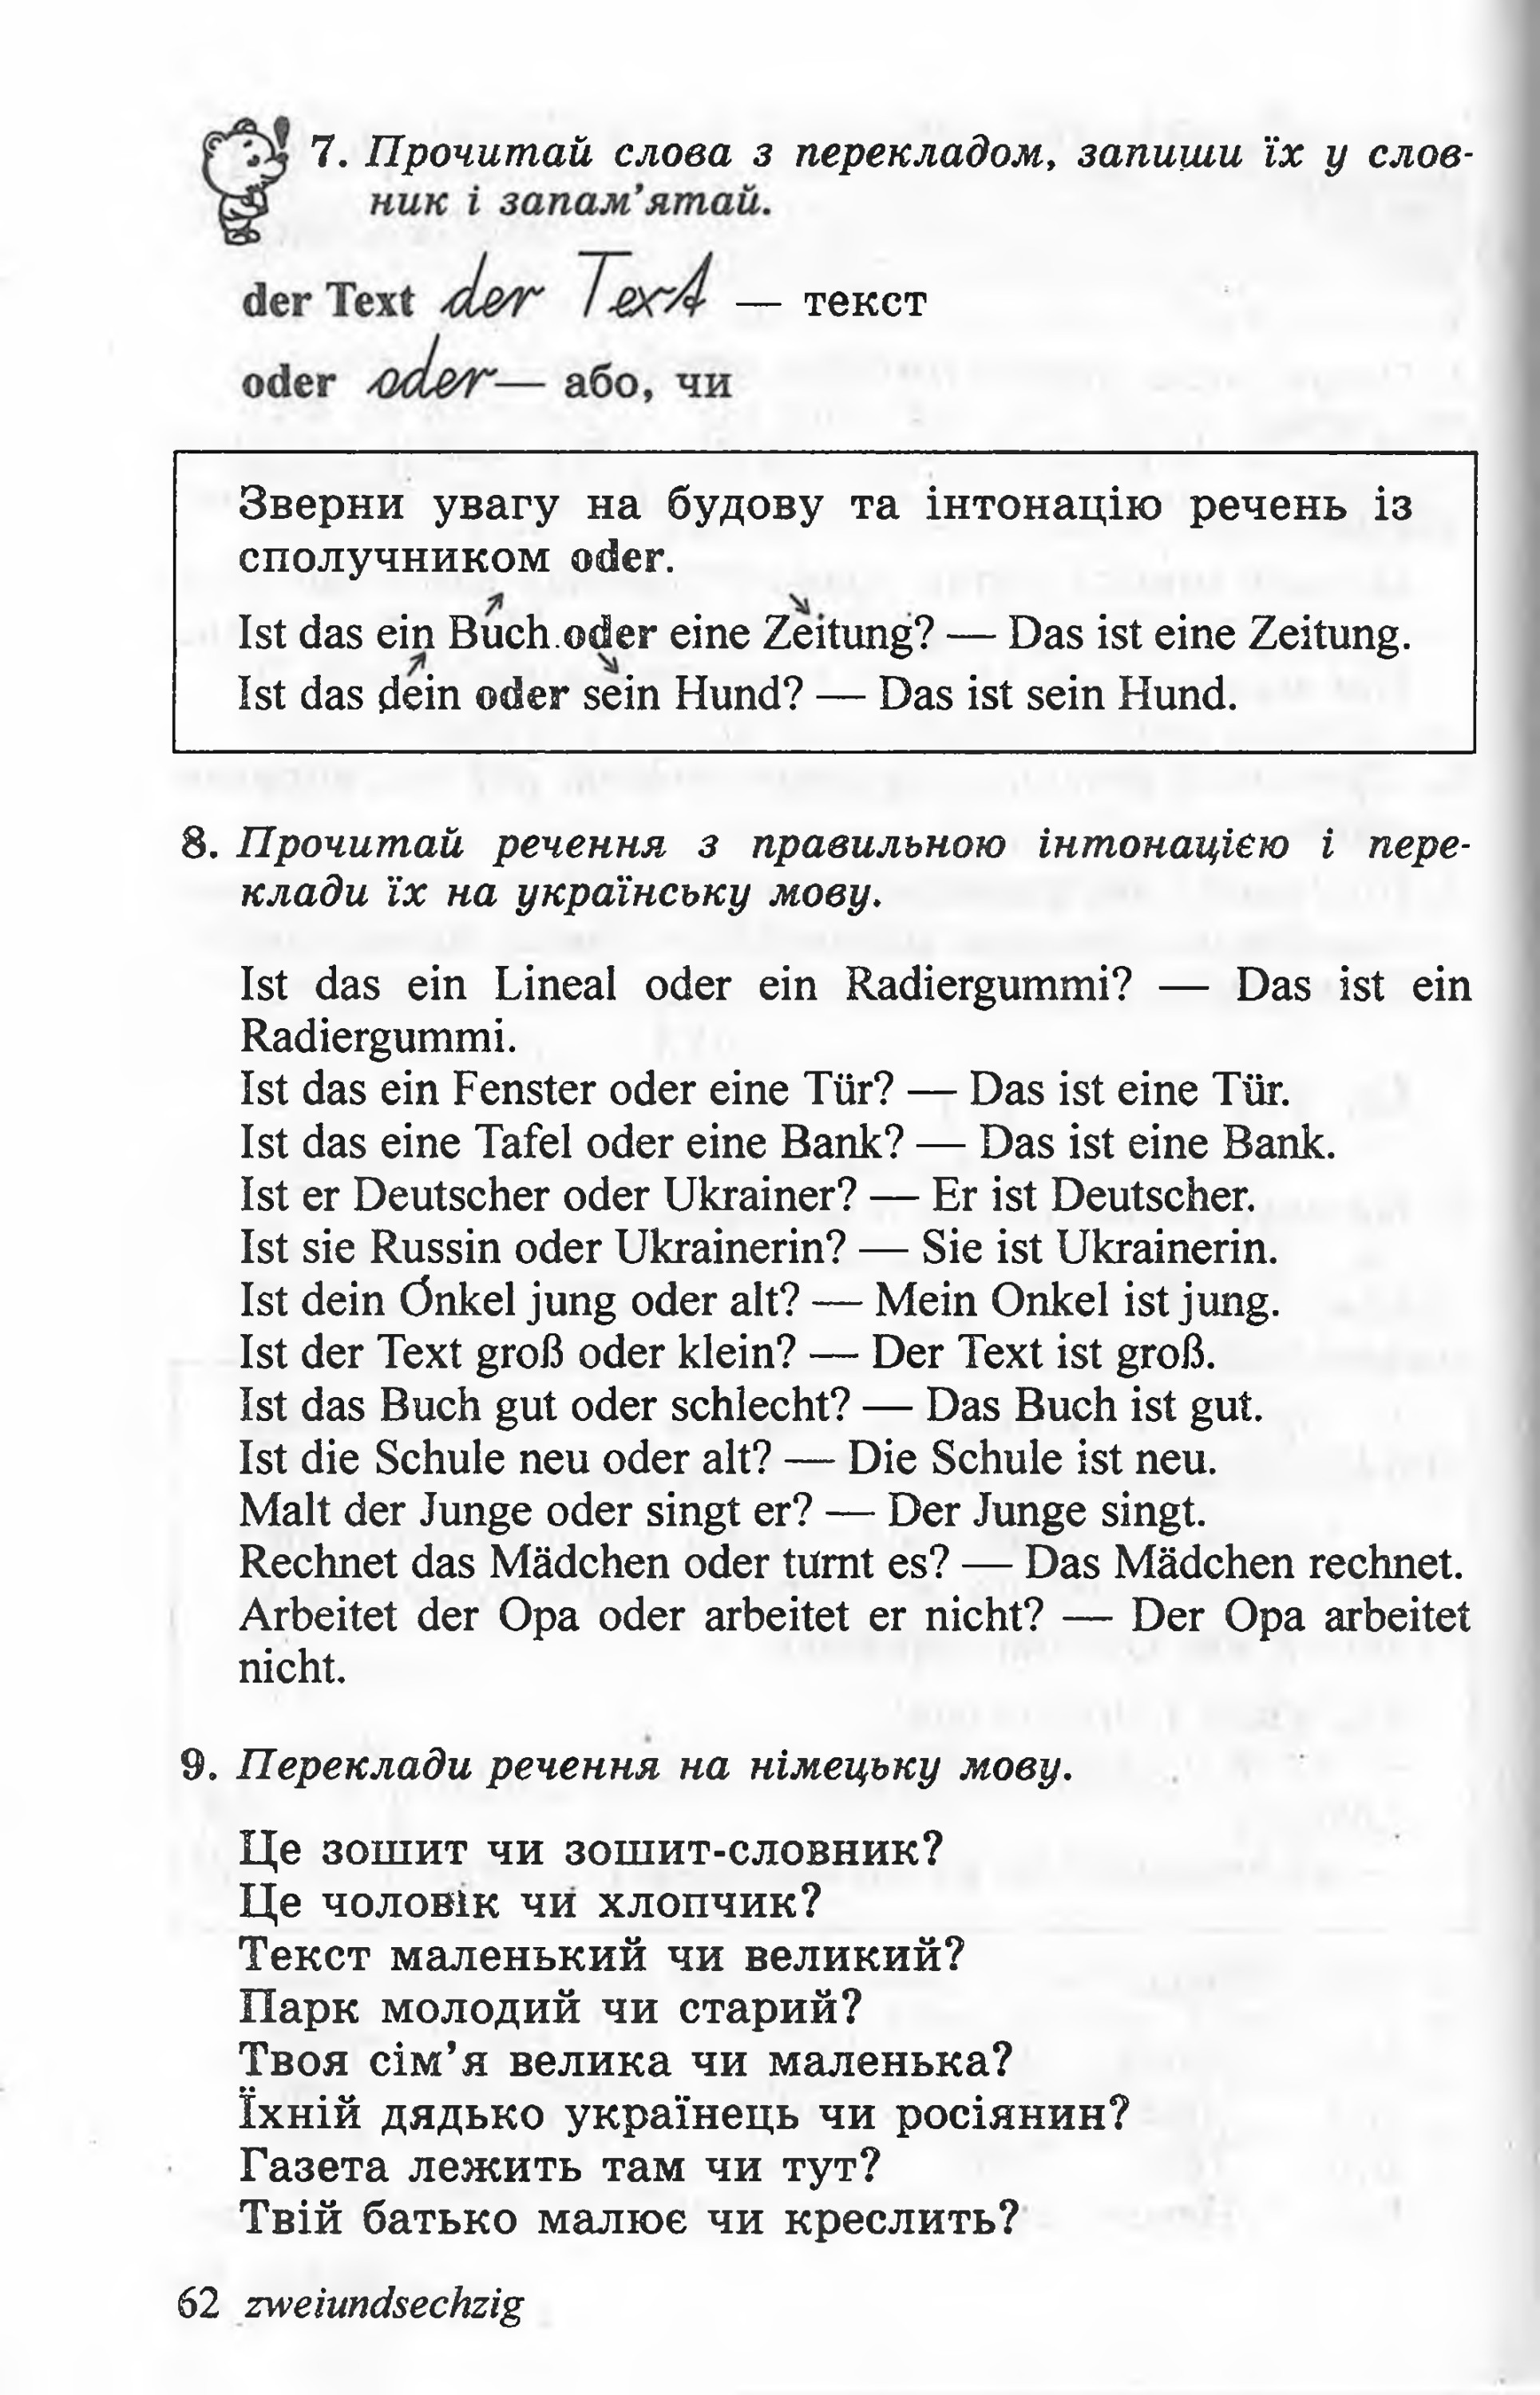 7. Прочитай слова з перекладом, запиши їх у слов-
ник і запам’ятай.
der Text der Text — текст
oder oder — або, чи
Зверни увагу на будову та інтонацію речень із
сполучником oder.
Ist das ein Buch oder eine Zeitung? — Das ist eine Zeitung.
Ist das dein oder sein Hund? — Das ist sein Hund.
8. Прочитай речення з правильною інтонацією і пере-
клади їх на українську мову.
Ist das ein Lineal oder ein Radiergummi? — Das ist ein
Radiergummi.
Ist das ein Fenster oder eine Tür? — Das ist eine Tür.
Ist das eine Tafel oder eine Bank? — Das ist eine Bank.
Ist er Deutscher oder Ukrainer? — Er ist Deutscher.
Ist sie Russin oder Ukrainerin? — Sie ist Ukrainerin.
Ist dein Ónkel jung oder alt? — Mein Onkel ist jung.
Ist der Text groß oder klein? — Der Text ist groß.
Ist das Buch gut oder schlecht? — Das Buch ist gut.
Ist die Schule neu oder alt? — Die Schule ist neu.
Malt der Junge oder singt er? — Der Junge singt.
Rechnet das Mädchen oder turnt es? — Das Mädchen rechnet.
Arbeitet der Opa oder arbeitet er nicht? — Der Opa arbeitet
nicht.
9. Переклади речення на німецьку мову.
Це зошит чи зошит-словник?
Це чоловік чи хлопчик?
Текст маленький чи великий?
Парк молодий чи старий?
Твоя сім’я велика чи маленька?
Їхній дядько українець чи росіянин?
Газета лежить там чи тут?
Твій батько малює чи креслить?
62 zweiundsechzig